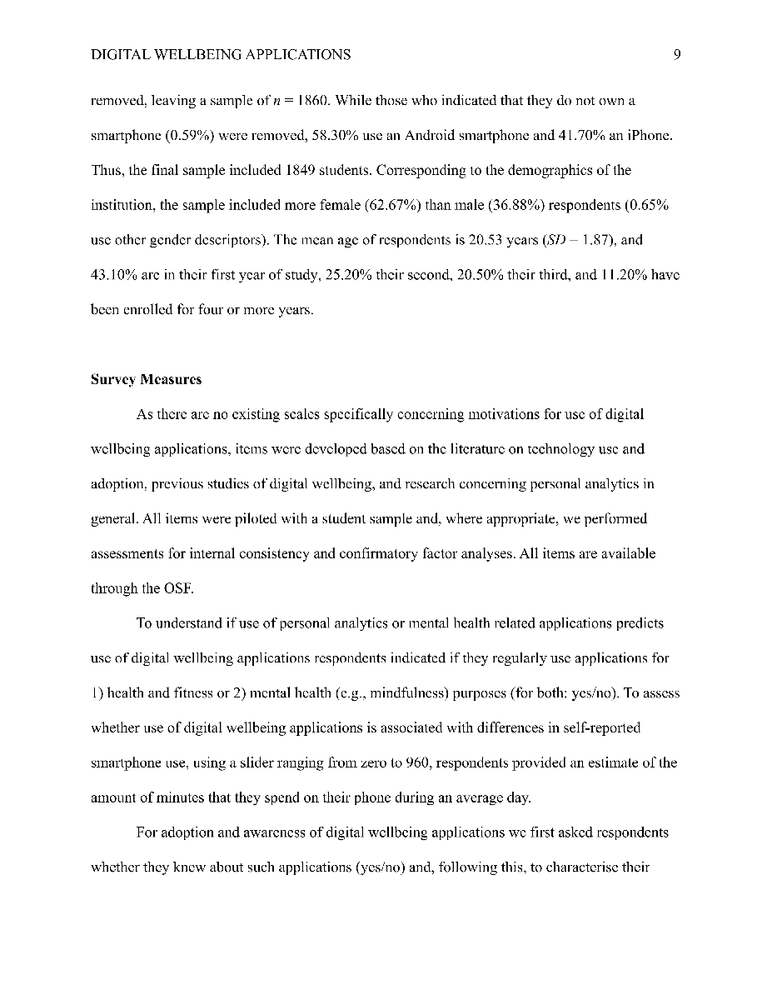 DIGITAL WELLBEING APPLICATIONS 9
removed, leaving a sample of n = 1860. While those who indicated that they do not own a
smartphone (0.59%) were removed, 58.30% use an Android smartphone and 41.70% an iPhone.
Thus, the final sample included 1849 students. Corresponding to the demographics of the
institution, the sample included more female (62.67%) than male (36.88%) respondents (0.65%
use other gender descriptors). The mean age of respondents is 20.53 years (SD = 1.87), and
43.10% are in their first year of study, 25.20% their second, 20.50% their third, and 11.20% have
been enrolled for four or more years.
Survey Measures
As there are no existing scales specifically concerning motivations for use of digital
wellbeing applications, items were developed based on the literature on technology use and
adoption, previous studies of digital wellbeing, and research concerning personal analytics in
general. All items were piloted with a student sample and, where appropriate, we performed
assessments for internal consistency and confirmatory factor analyses. All items are available
through the OSF.
To understand if use of personal analytics or mental health related applications predicts
use of digital wellbeing applications respondents indicated if they regularly use applications for
1) health and fitness or 2) mental health (e.g., mindfulness) purposes (for both: yes/no). To assess
whether use of digital wellbeing applications is associated with differences in self-reported
smartphone use, using a slider ranging from zero to 960, respondents provided an estimate of the
amount of minutes that they spend on their phone during an average day.
For adoption and awareness of digital wellbeing applications we first asked respondents
whether they knew about such applications (yes/no) and, following this, to characterise their